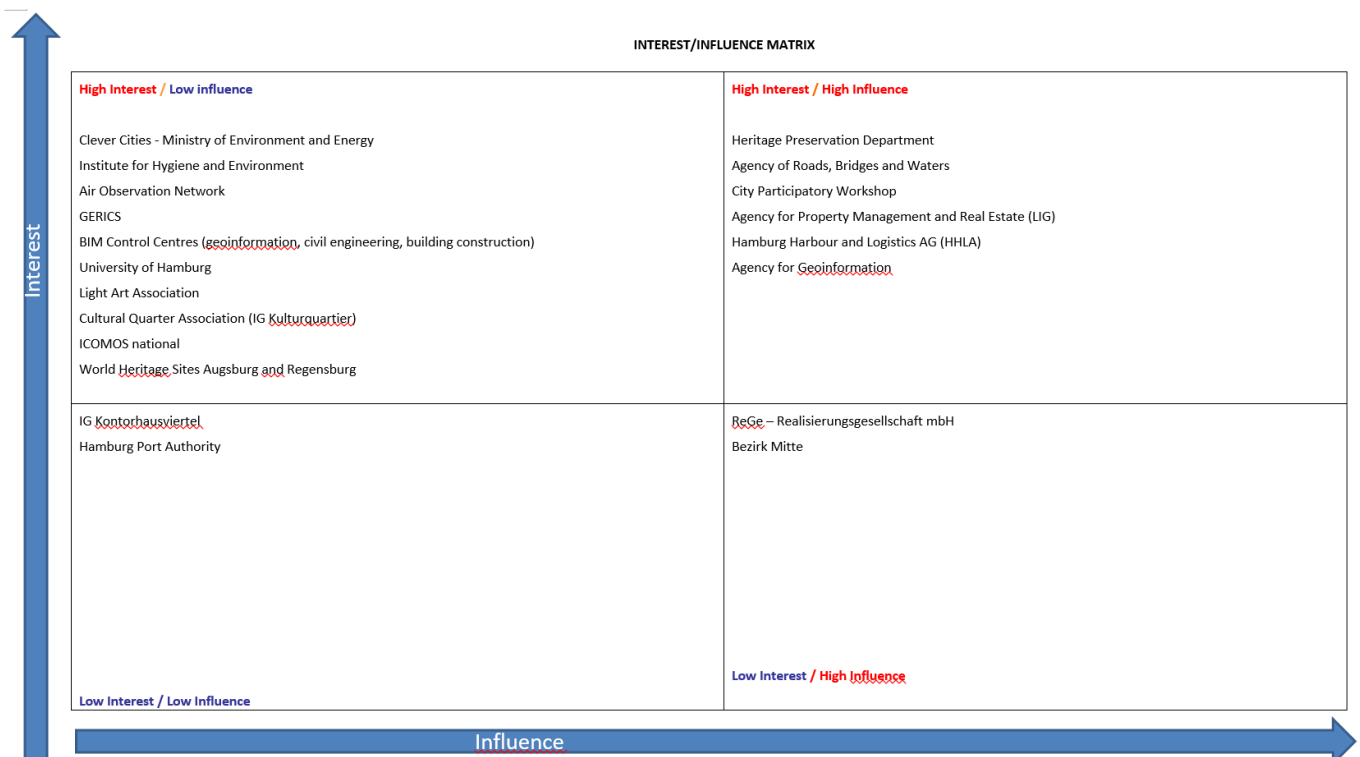 INTEREST/INFLUENCE MATRIX
Interest
High Interest / Low influence
Clever Cities - Ministry of Environment and Energy
Institute for Hygiene and Environment
Air Observation Network
GERICS
BIM Control Centres (geoinformation, civil engineering, building construction)
University of Hamburg
Light Art Association
Cultural Quarter Association (IG Kulturquartier)
ICOMOS national
World Heritage Sites Augsburg and Regensburg
High Interest / High Influence
Heritage Preservation Department
Agency of Roads, Bridges and Waters
City Participatory Workshop
Agency for Property Management and Real Estate (LIG)
Hamburg Harbour and Logistics AG (HHLA)
Agency for Geoinformation
IG Kontorhausviertel
Hamburg Port Authority
Low Interest / Low Influence
ReGe – Realisierungsgesellschaft mbH
Bezirk Mitte
Low Interest / High Influence
Influence